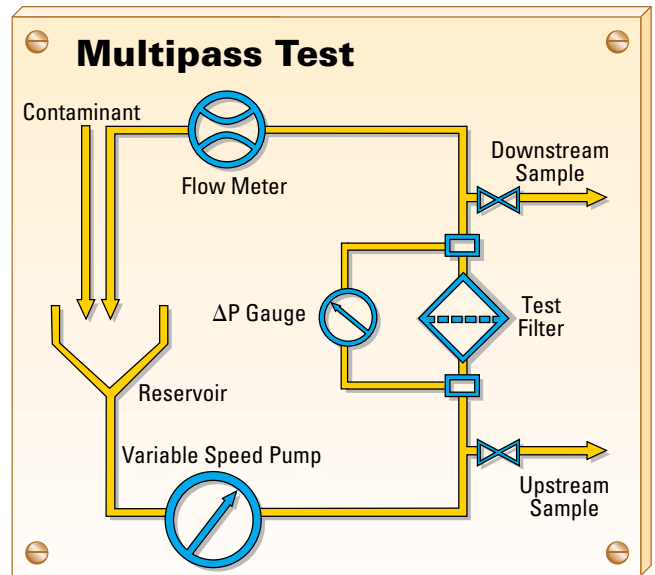 Multipass Test
Contaminant
Flow Meter
Downstream
Sample
ΔP Gauge
Test
Filter
Reservoir
Variable Speed Pump
Upstream
Sample